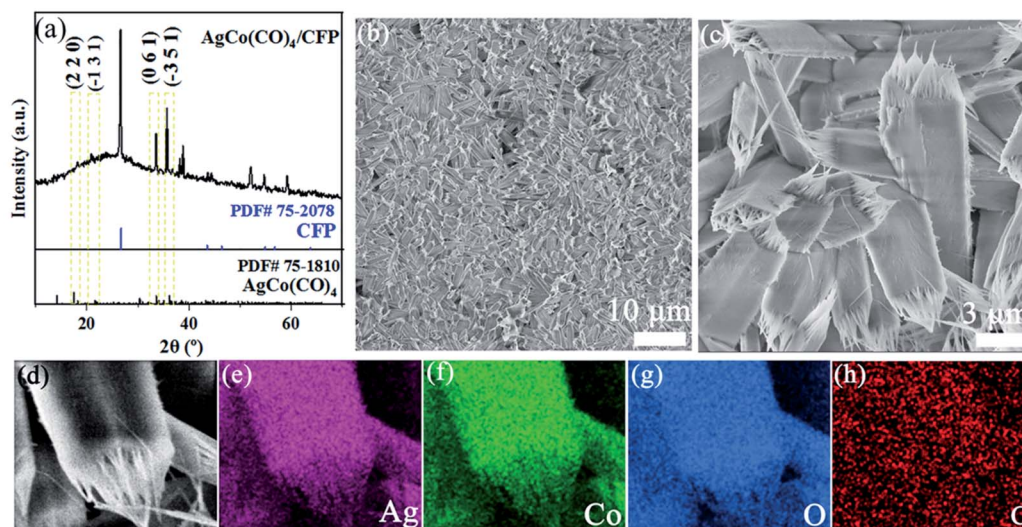 (a)
AgCo(CO)4/CFP
(2 2 0)
(-1 3 1)
(0 6 1)
(-3 5 1)
Intensity (a.u.)
PDF# 75-2078
CFP
PDF# 75-1810
AgCo(CO)4
20
40
60
2θ (º)
(b)
10 µm
(c)
3 µm
(d)
(e)
Ag
(f)
Co
(g)
O
(h)